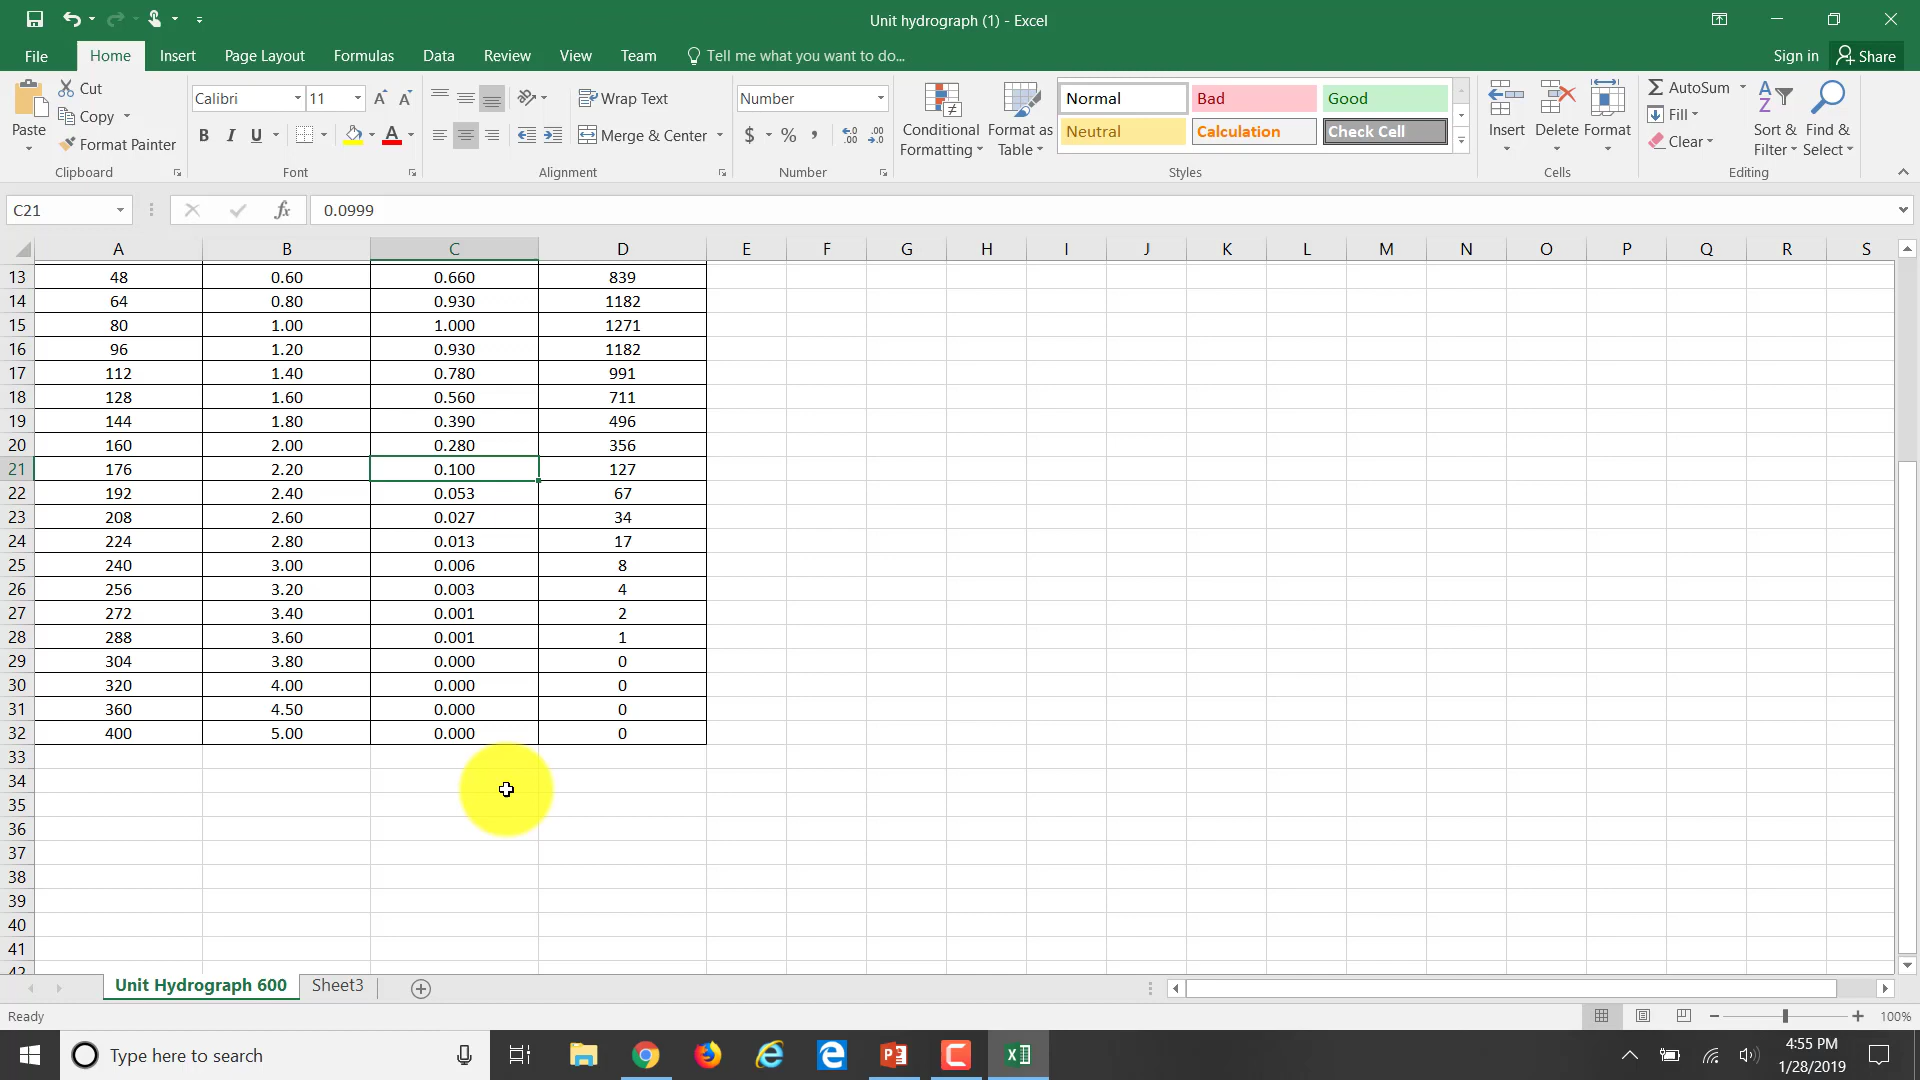 Unit hydrograph (1) - Excel
File Home Insert Page Layout Formulas Data Review View Team Tell me what you want to do... Sign in Share
Paste Cut Copy Format Painter Clipboard
Calibri 11 A A B I U A Font
Wrap Text Merge & Center Alignment
Number $ % , Number
Conditional Formatting Format as Table
Normal Bad Good
Neutral Calculation Check Cell
Styles
Insert Delete Format Cells
AutoSum Fill Clear Sort & Filter Find & Select Editing
C21 fx 0.0999
A B C D E F G H I J K L M N O P Q R S
13 48 0.60 0.660 839
14 64 0.80 0.930 1182
15 80 1.00 1.000 1271
16 96 1.20 0.930 1182
17 112 1.40 0.780 991
18 128 1.60 0.560 711
19 144 1.80 0.390 496
20 160 2.00 0.280 356
21 176 2.20 0.100 127
22 192 2.40 0.053 67
23 208 2.60 0.027 34
24 224 2.80 0.013 17
25 240 3.00 0.006 8
26 256 3.20 0.003 4
27 272 3.40 0.001 2
28 288 3.60 0.001 1
29 304 3.80 0.000 0
30 320 4.00 0.000 0
31 360 4.50 0.000 0
32 400 5.00 0.000 0
33
34
35
36
37
38
39
40
41
42
Unit Hydrograph 600 Sheet3
Ready 100%
Type here to search 4:55 PM
1/28/2019